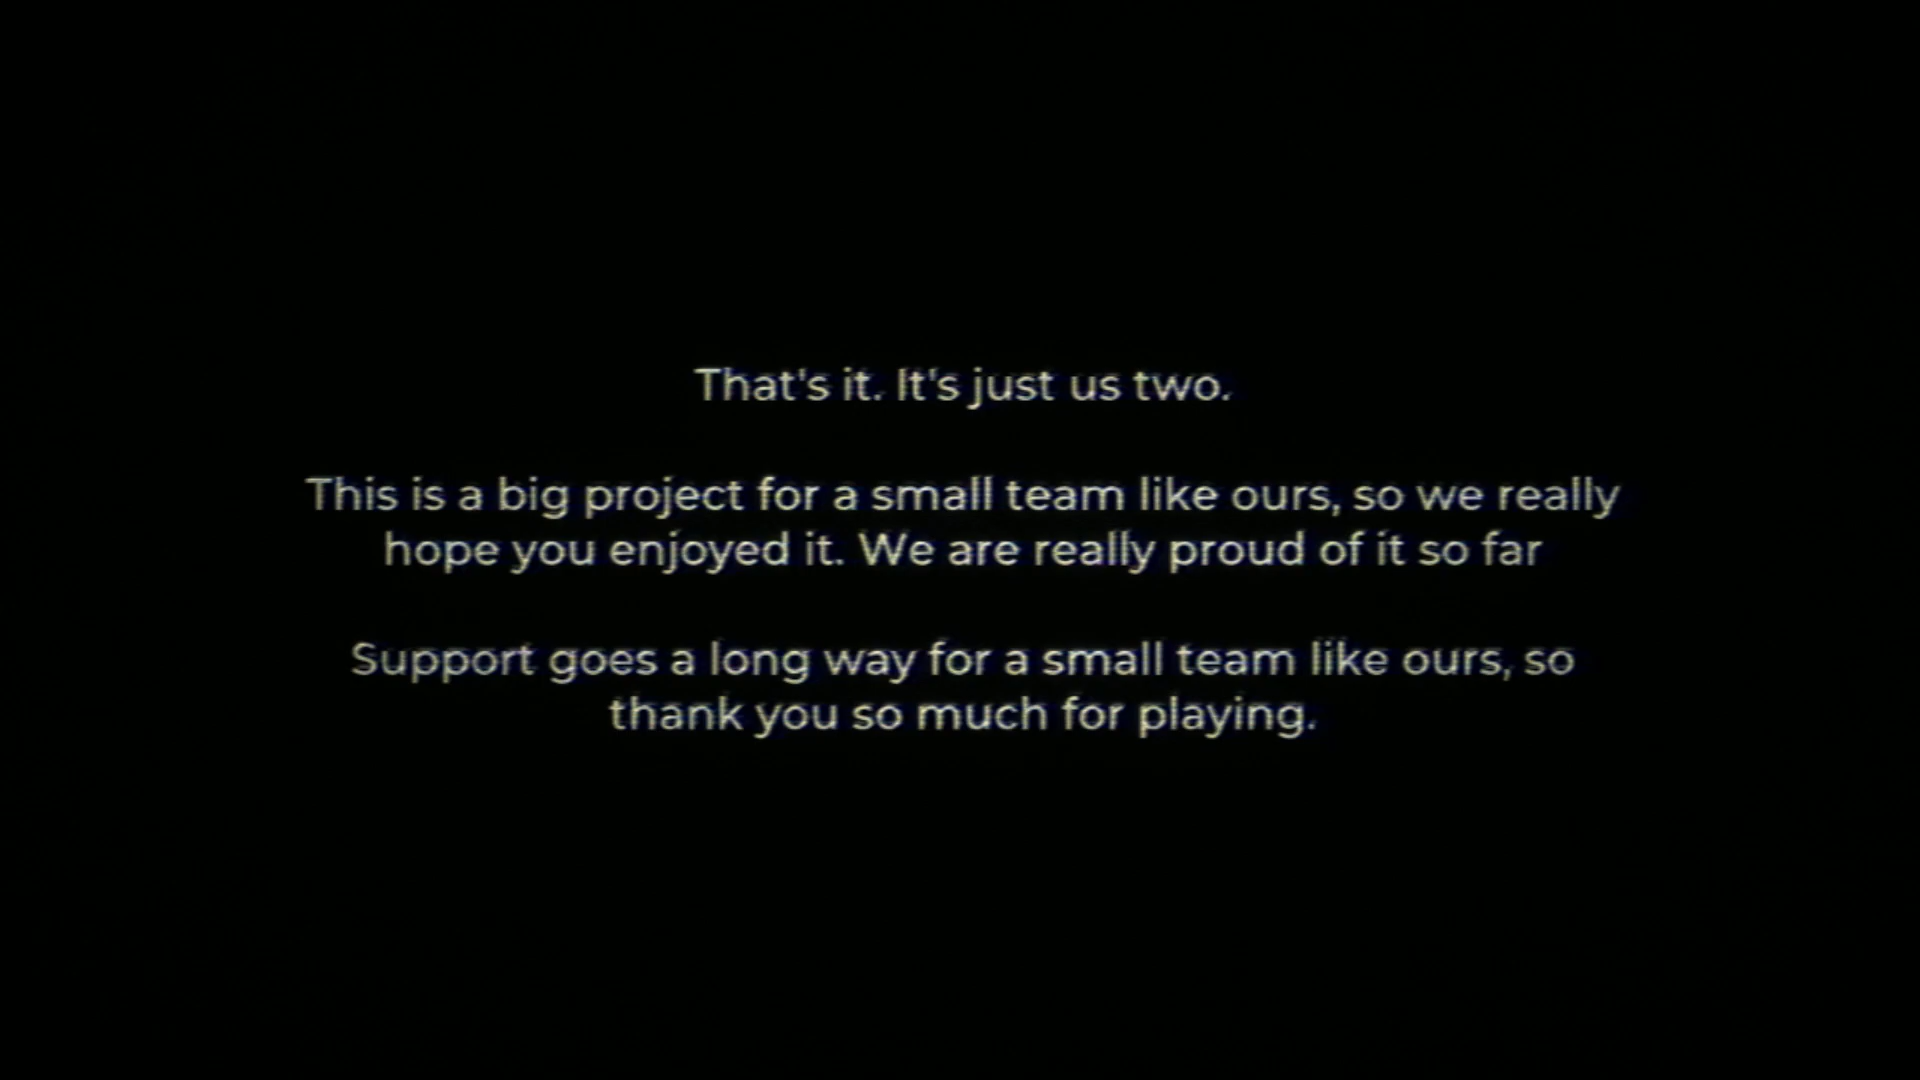 That's it. It's just us two.
This is a big project for a small team like ours, so we really
hope you enjoyed it. We are really proud of it so far
Support goes a long way for a small team like ours, so
thank you so much for playing.